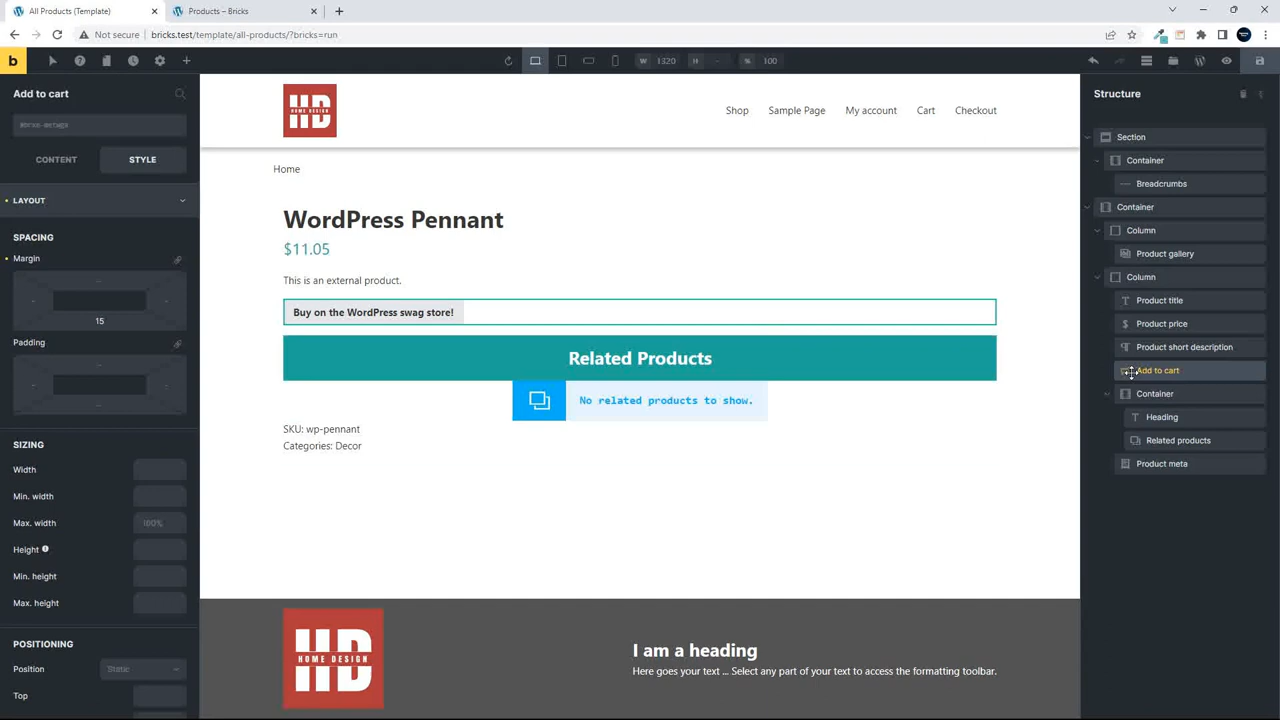 All Products (Template)
Products – Bricks
Not secure
bricks.test/template/all-products/?bricks=run
b
W 1320 H – % 100
Add to cart
CONTENT
STYLE
LAYOUT
SPACING
Margin
15
Padding
SIZING
Width
Min. width
Max. width
100%
Height
Min. height
Max. height
POSITIONING
Position
Static
Top
HD
HOME DESIGN
Shop
Sample Page
My account
Cart
Checkout
Home
WordPress Pennant
$11.05
This is an external product.
Buy on the WordPress swag store!
Related Products
No related products to show.
SKU: wp-pennant
Categories: Decor
HD
HOME DESIGN
I am a heading
Here goes your text ... Select any part of your text to access the formatting toolbar.
Structure
Section
Container
Breadcrumbs
Container
Column
Product gallery
Column
Product title
Product price
Product short description
Add to cart
Container
Heading
Related products
Product meta